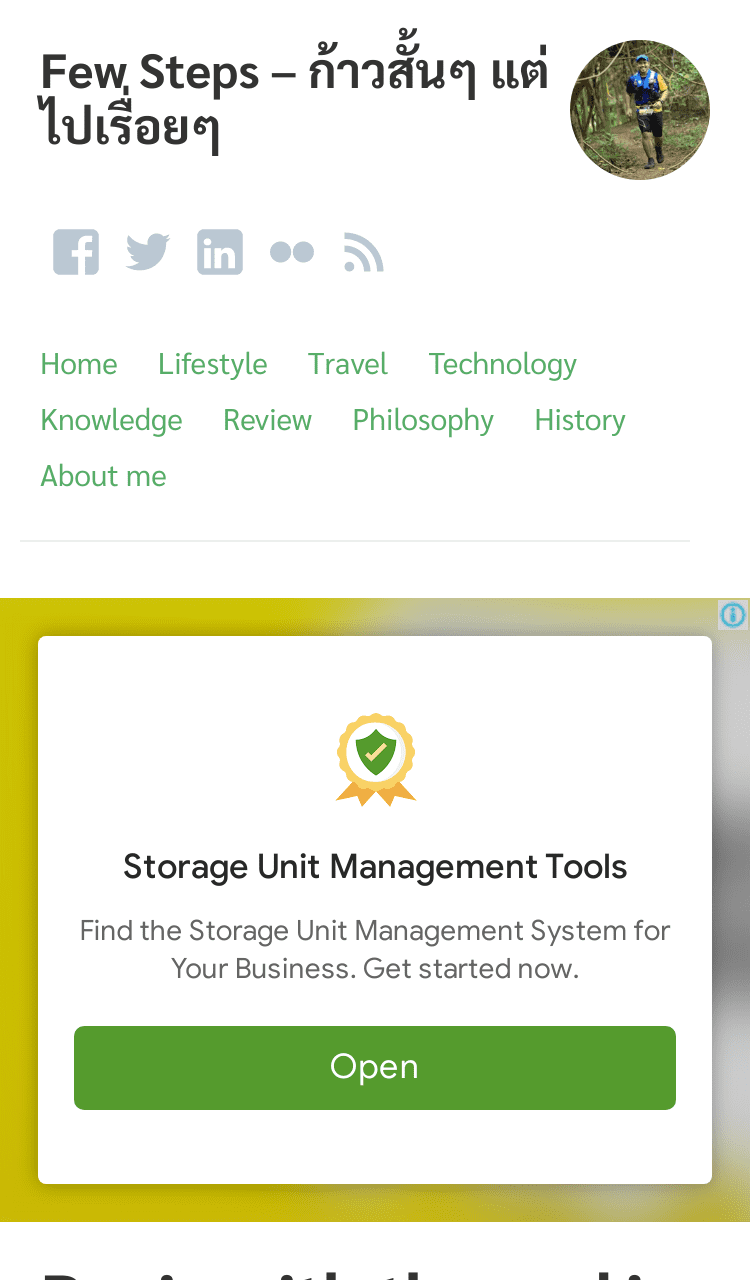 Few Steps – ก้าวสั้นๆ แต่
ไปเรื่อยๆ
Home Lifestyle Travel Technology
Knowledge Review Philosophy History
About me
Storage Unit Management Tools
Find the Storage Unit Management System for
Your Business. Get started now.
Open